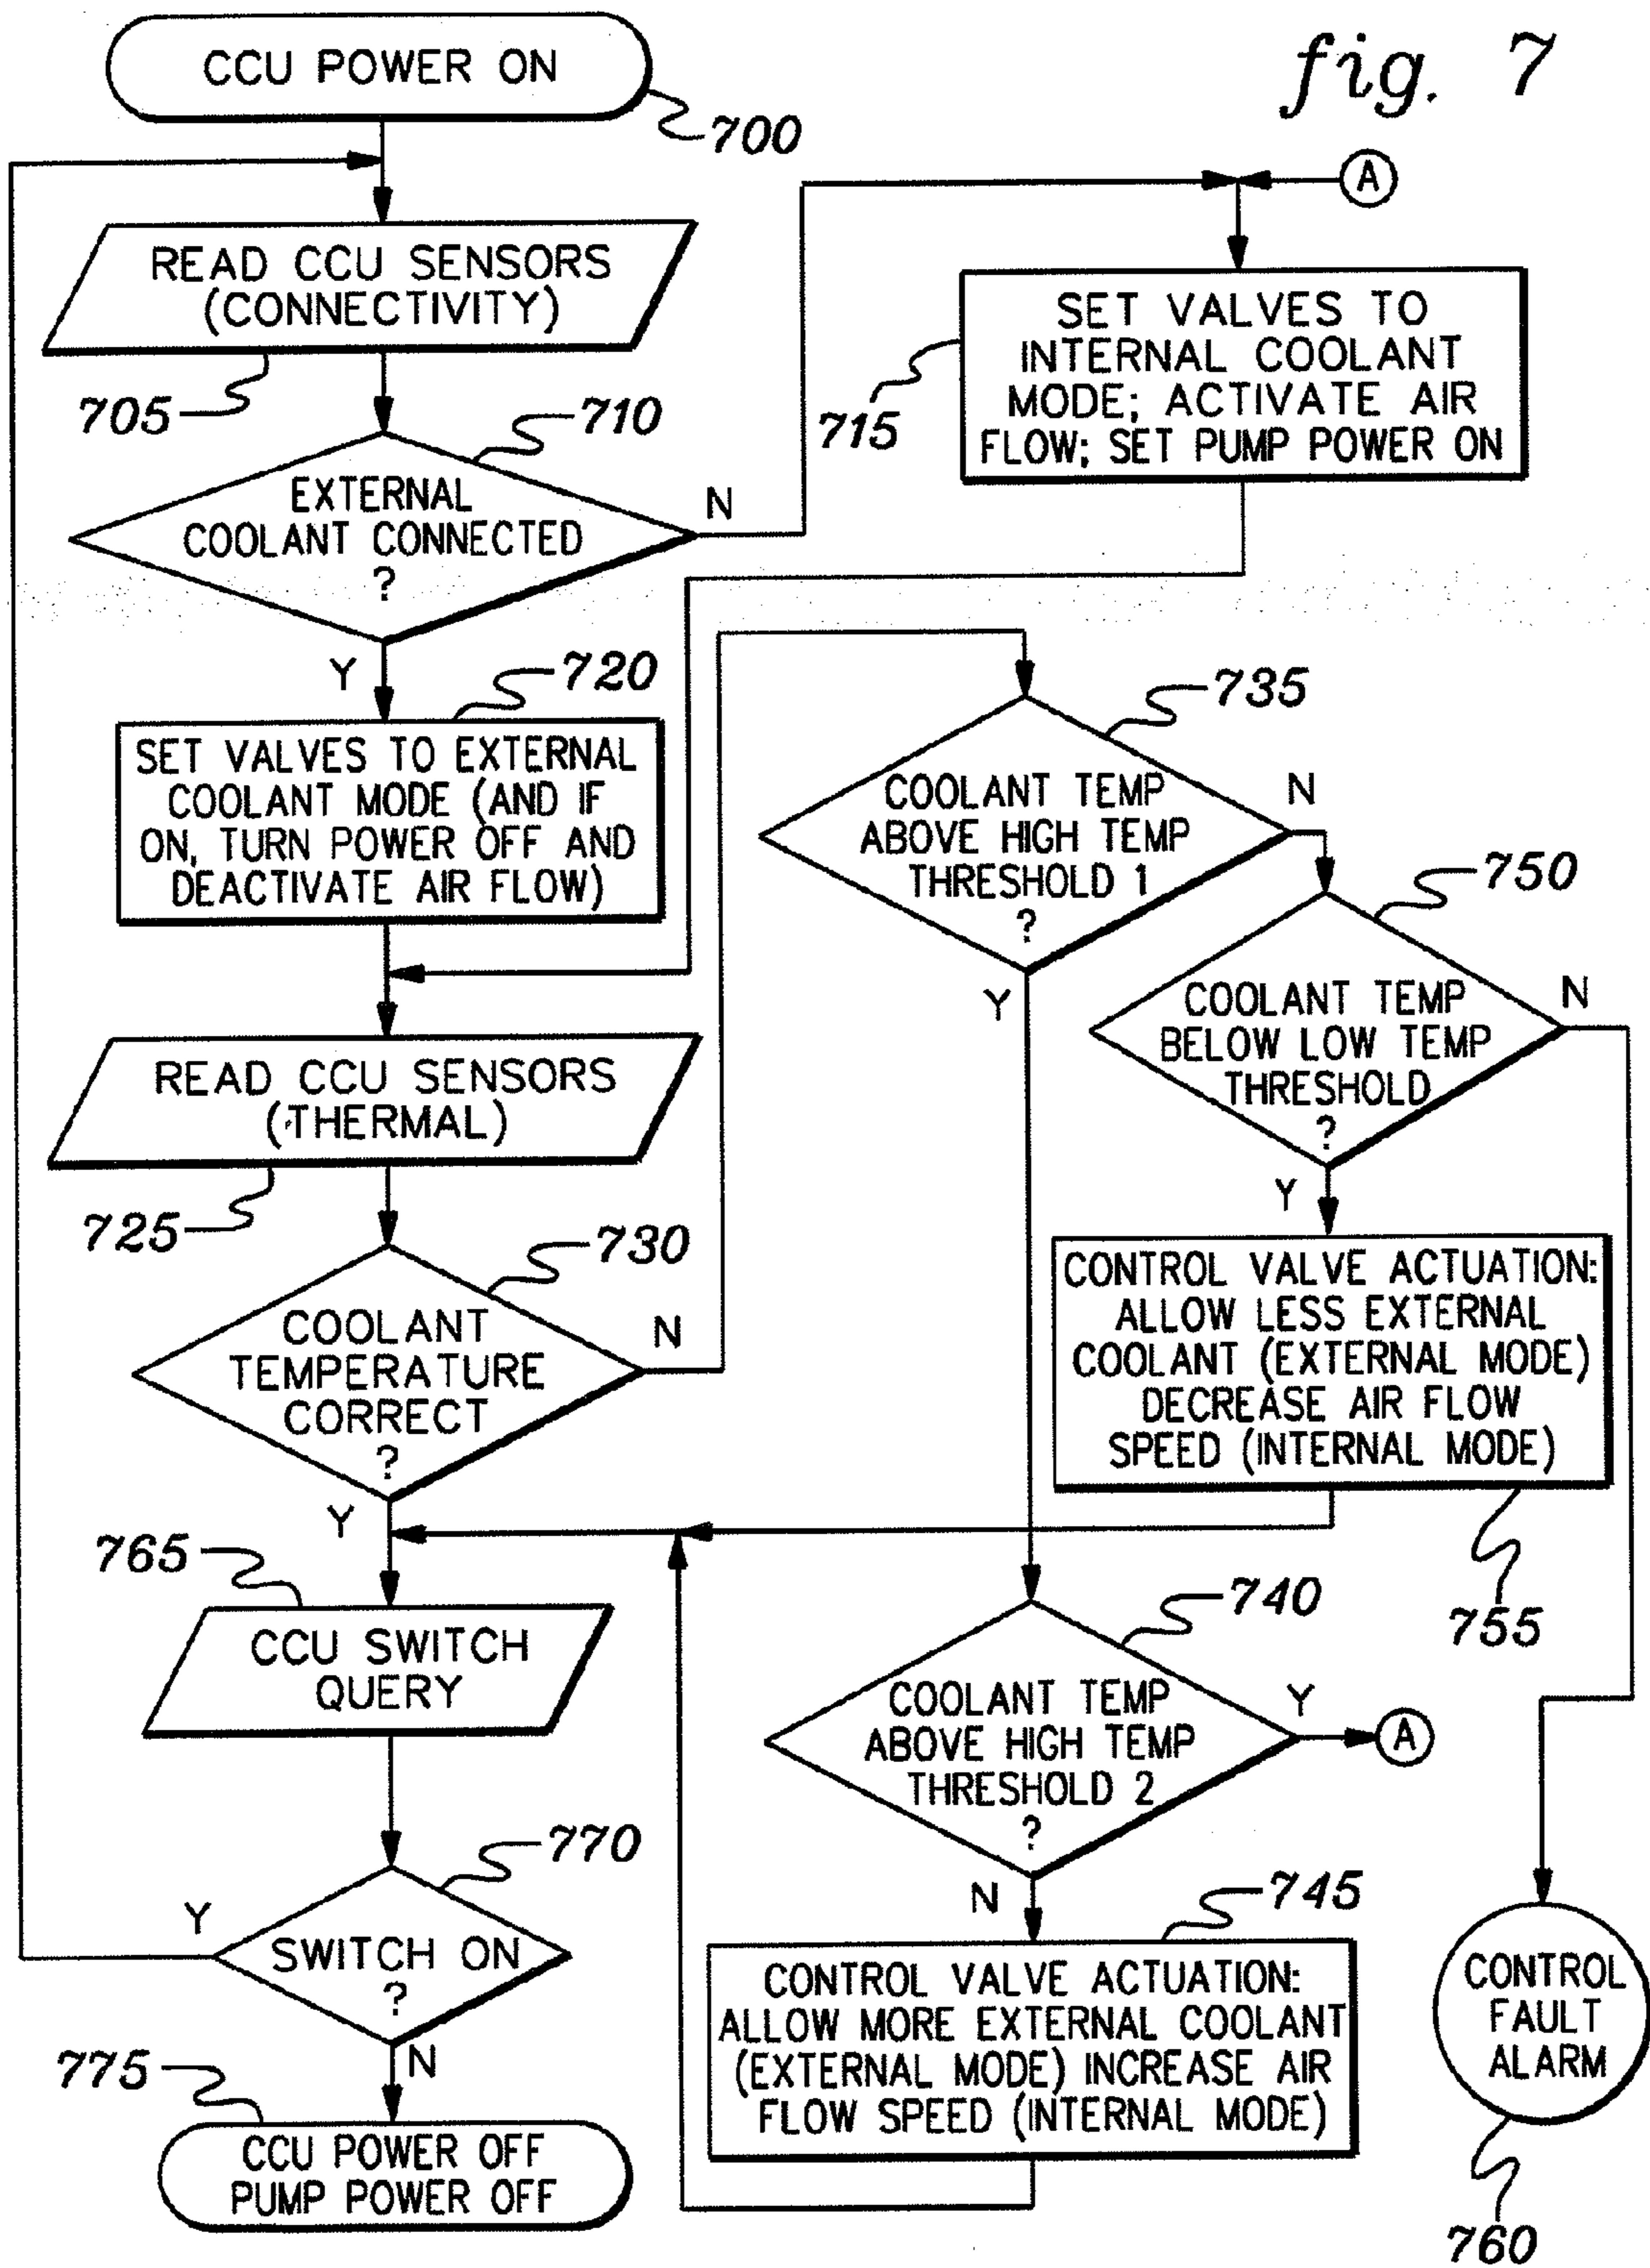 fig. 7
CCU POWER ON
700
A
READ CCU SENSORS
(CONNECTIVITY)
705
710
EXTERNAL
COOLANT CONNECTED
?
N
Y
SET VALVES TO
INTERNAL COOLANT
MODE; ACTIVATE AIR
FLOW; SET PUMP POWER ON
715
720
SET VALVES TO EXTERNAL
COOLANT MODE (AND IF
ON, TURN POWER OFF AND
DEACTIVATE AIR FLOW)
READ CCU SENSORS
(THERMAL)
725
730
COOLANT
TEMPERATURE
CORRECT
?
N
Y
735
COOLANT TEMP
ABOVE HIGH TEMP
THRESHOLD 1
?
N
Y
750
COOLANT TEMP
BELOW LOW TEMP
THRESHOLD
?
N
Y
CONTROL VALVE ACTUATION:
ALLOW LESS EXTERNAL
COOLANT (EXTERNAL MODE)
DECREASE AIR FLOW
SPEED (INTERNAL MODE)
755
765
CCU SWITCH
QUERY
740
COOLANT TEMP
ABOVE HIGH TEMP
THRESHOLD 2
?
Y
A
N
745
CONTROL VALVE ACTUATION:
ALLOW MORE EXTERNAL COOLANT
(EXTERNAL MODE) INCREASE AIR
FLOW SPEED (INTERNAL MODE)
770
Y
SWITCH ON
?
N
775
CCU POWER OFF
PUMP POWER OFF
CONTROL
FAULT
ALARM
760